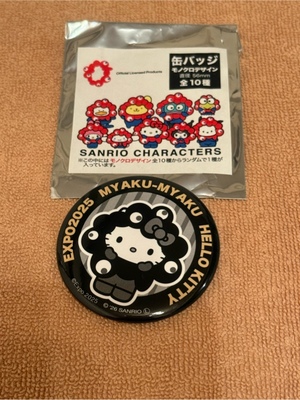 Official Licensed Products
缶バッジ
モノクロデザイン
直径 56mm
全10種
SANRIO CHARACTERS
※この中には モノクロデザイン 全10種からランダムで1種が
入っています。
EXPO2025 MYAKU-MYAKU HELLO KITTY
©Expo 2025